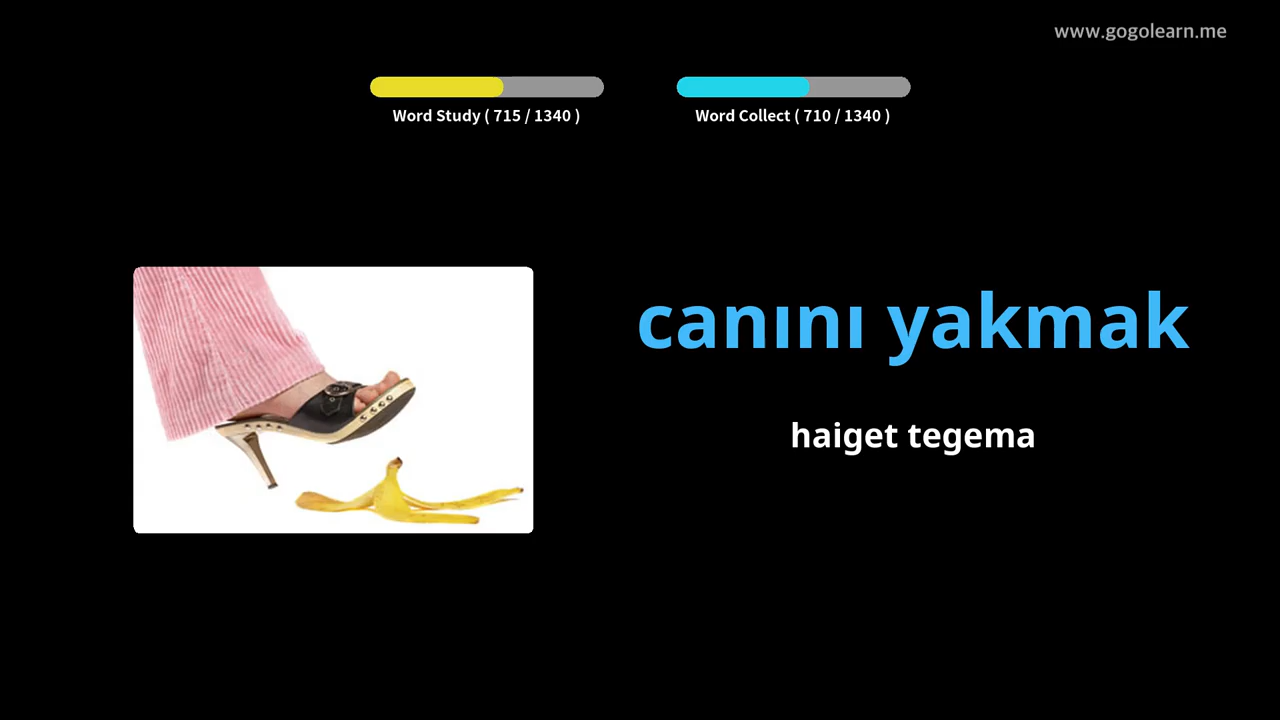 www.gogolearn.me
Word Study ( 715 / 1340 )
Word Collect ( 710 / 1340 )
canını yakmak
haiget tegema